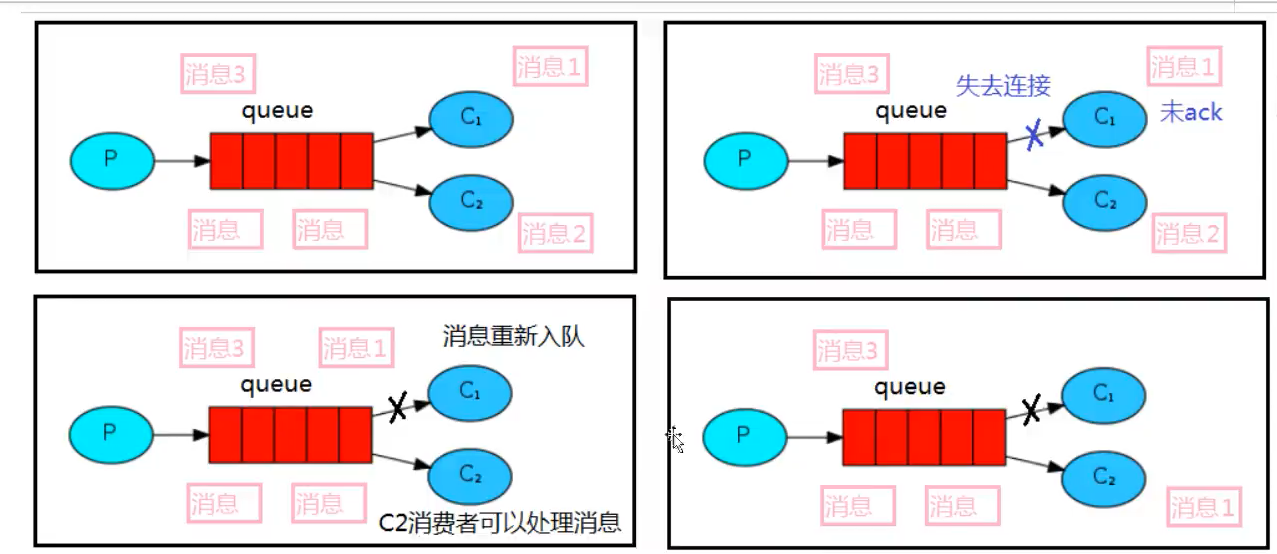 消息3
消息1
queue
P
C₁
C₂
消息
消息
消息2
消息3
失去连接
消息1
queue
未ack
P
C₁
C₂
消息
消息
消息2
消息3
消息1
消息重新入队
queue
P
C₁
C₂
消息
消息
C2消费者可以处理消息
消息3
queue
P
C₁
C₂
消息
消息
消息1